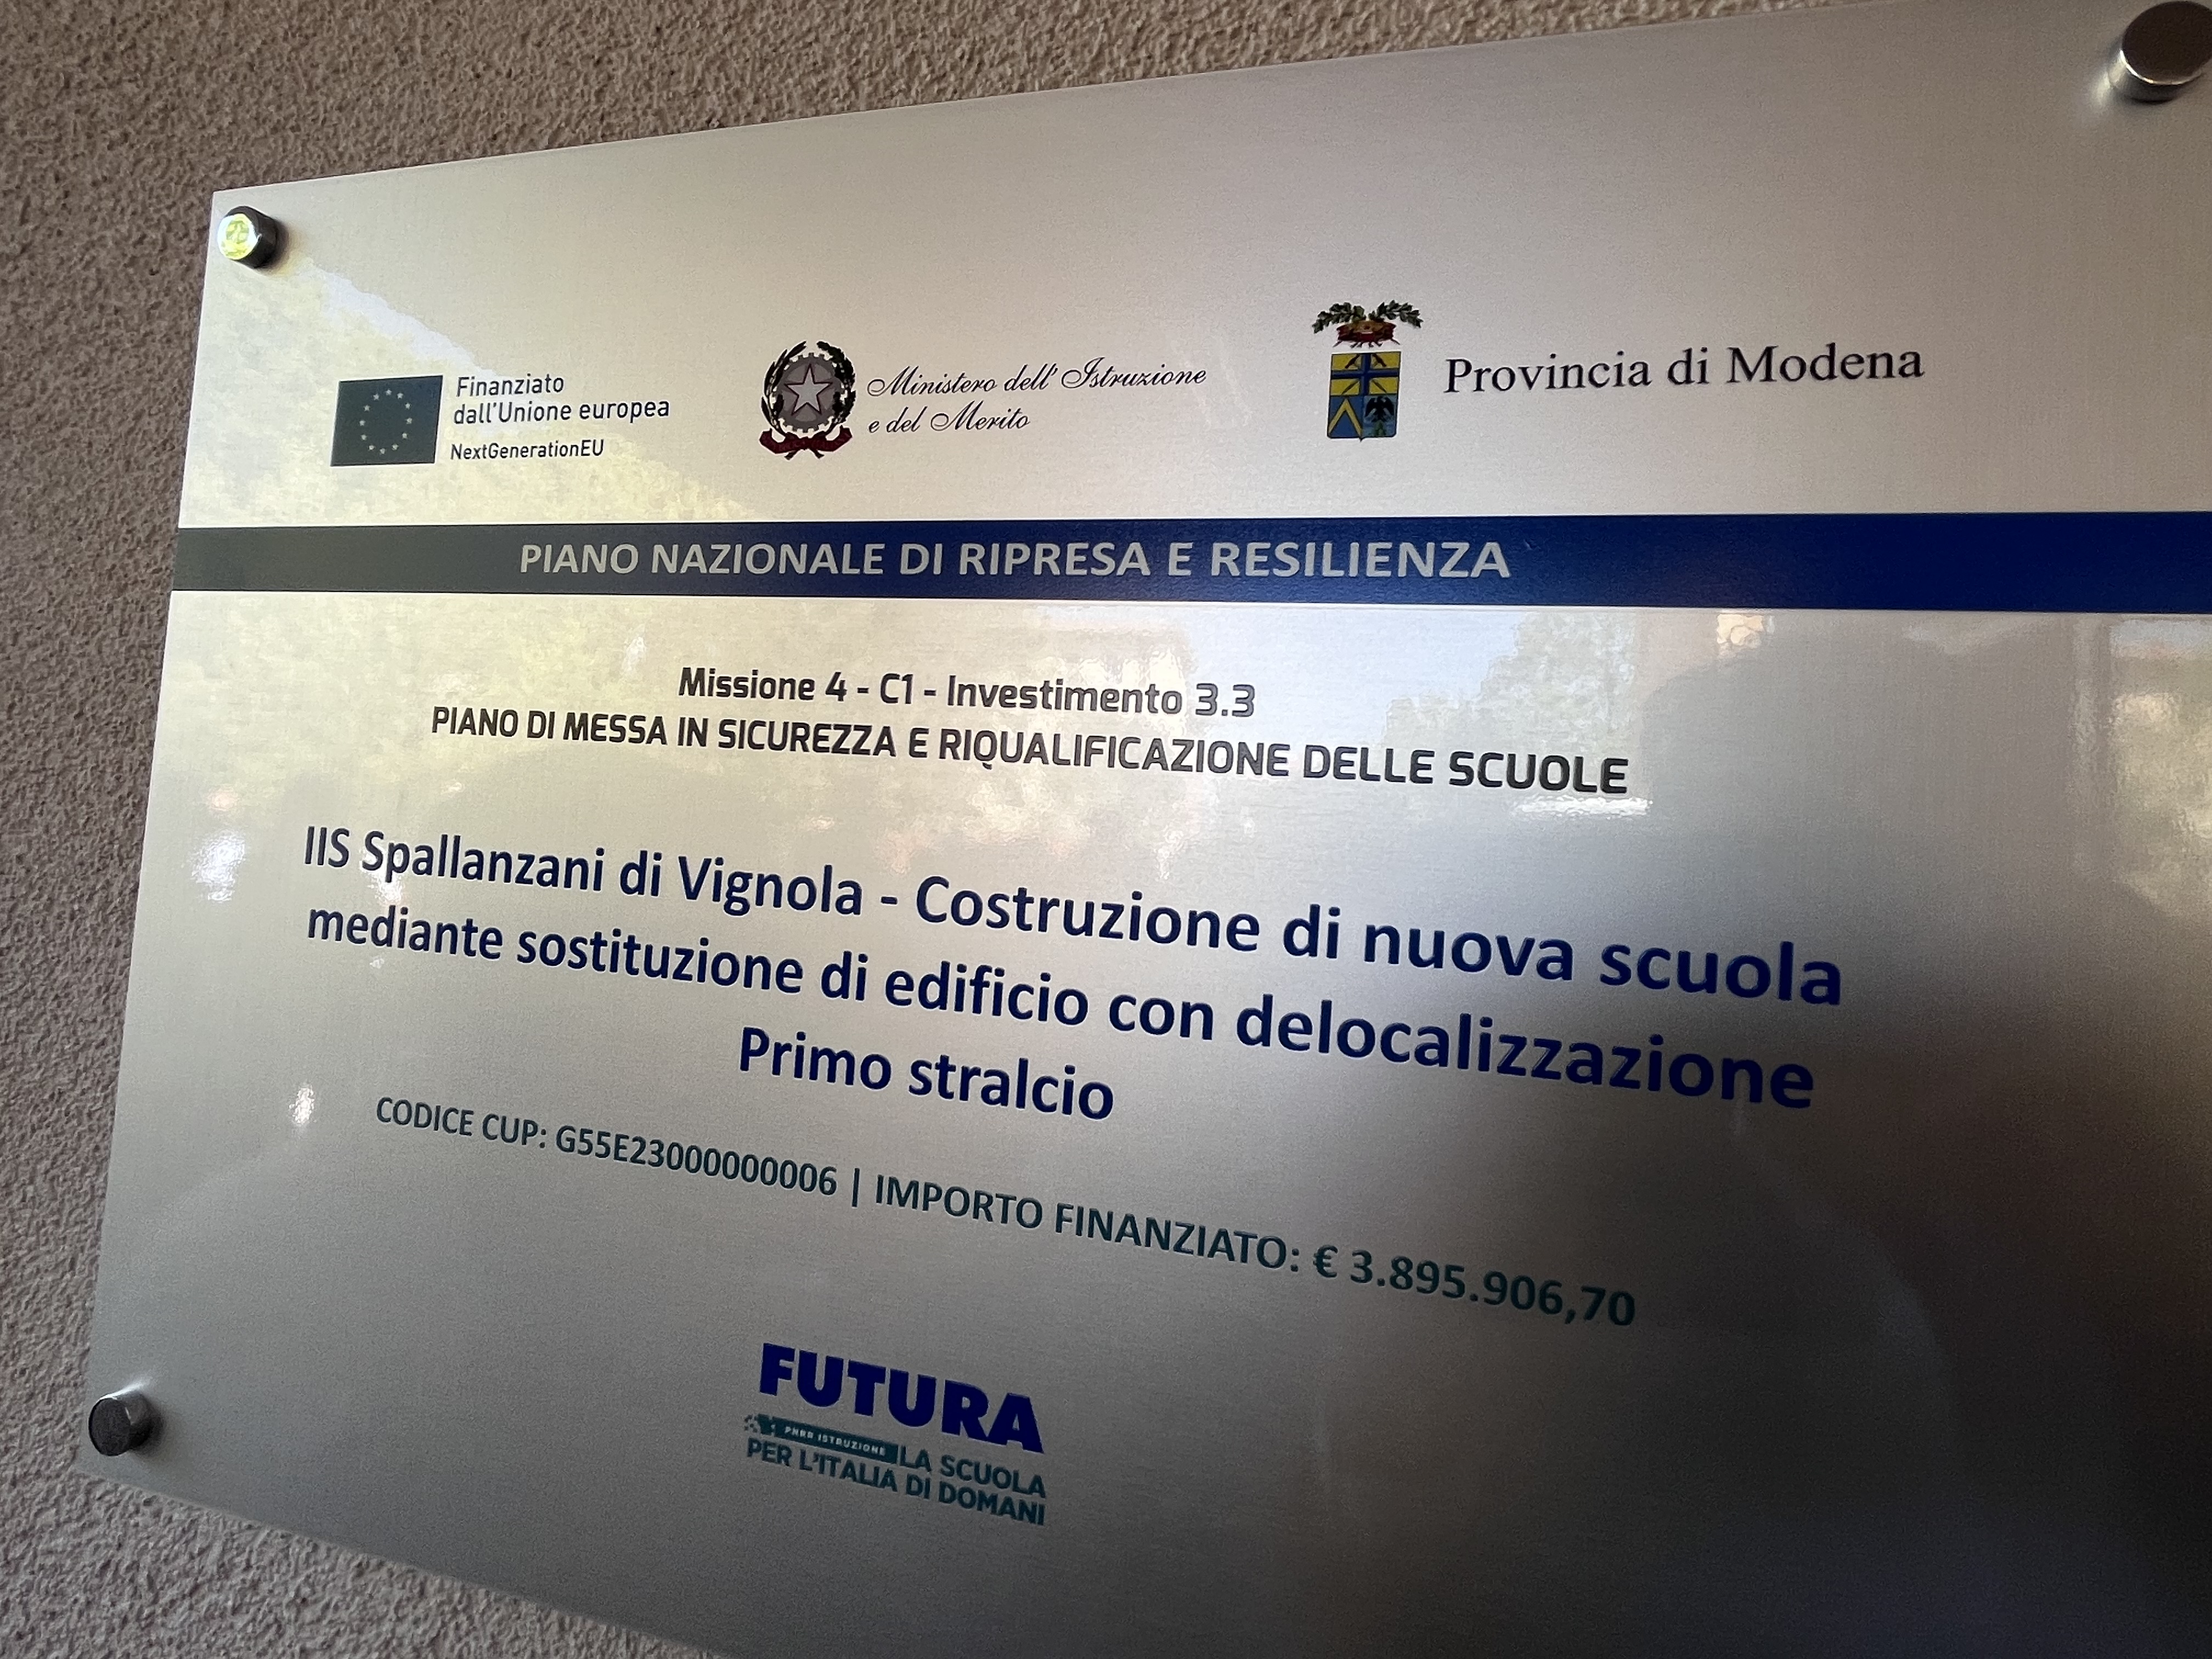 Finanziato
dall'Unione europea
NextGenerationEU
Ministero dell'Istruzione
e del Merito
Provincia di Modena
PIANO NAZIONALE DI RIPRESA E RESILIENZA
Missione 4 - C1 - Investimento 3.3
PIANO DI MESSA IN SICUREZZA E RIQUALIFICAZIONE DELLE SCUOLE
IIS Spallanzani di Vignola - Costruzione di nuova scuola
mediante sostituzione di edificio con delocalizzazione
Primo stralcio
CODICE CUP: G55E23000000006 | IMPORTO FINANZIATO: € 3.895.906,70
FUTURA
PNRR ISTRUZIONE LA SCUOLA
PER L'ITALIA DI DOMANI